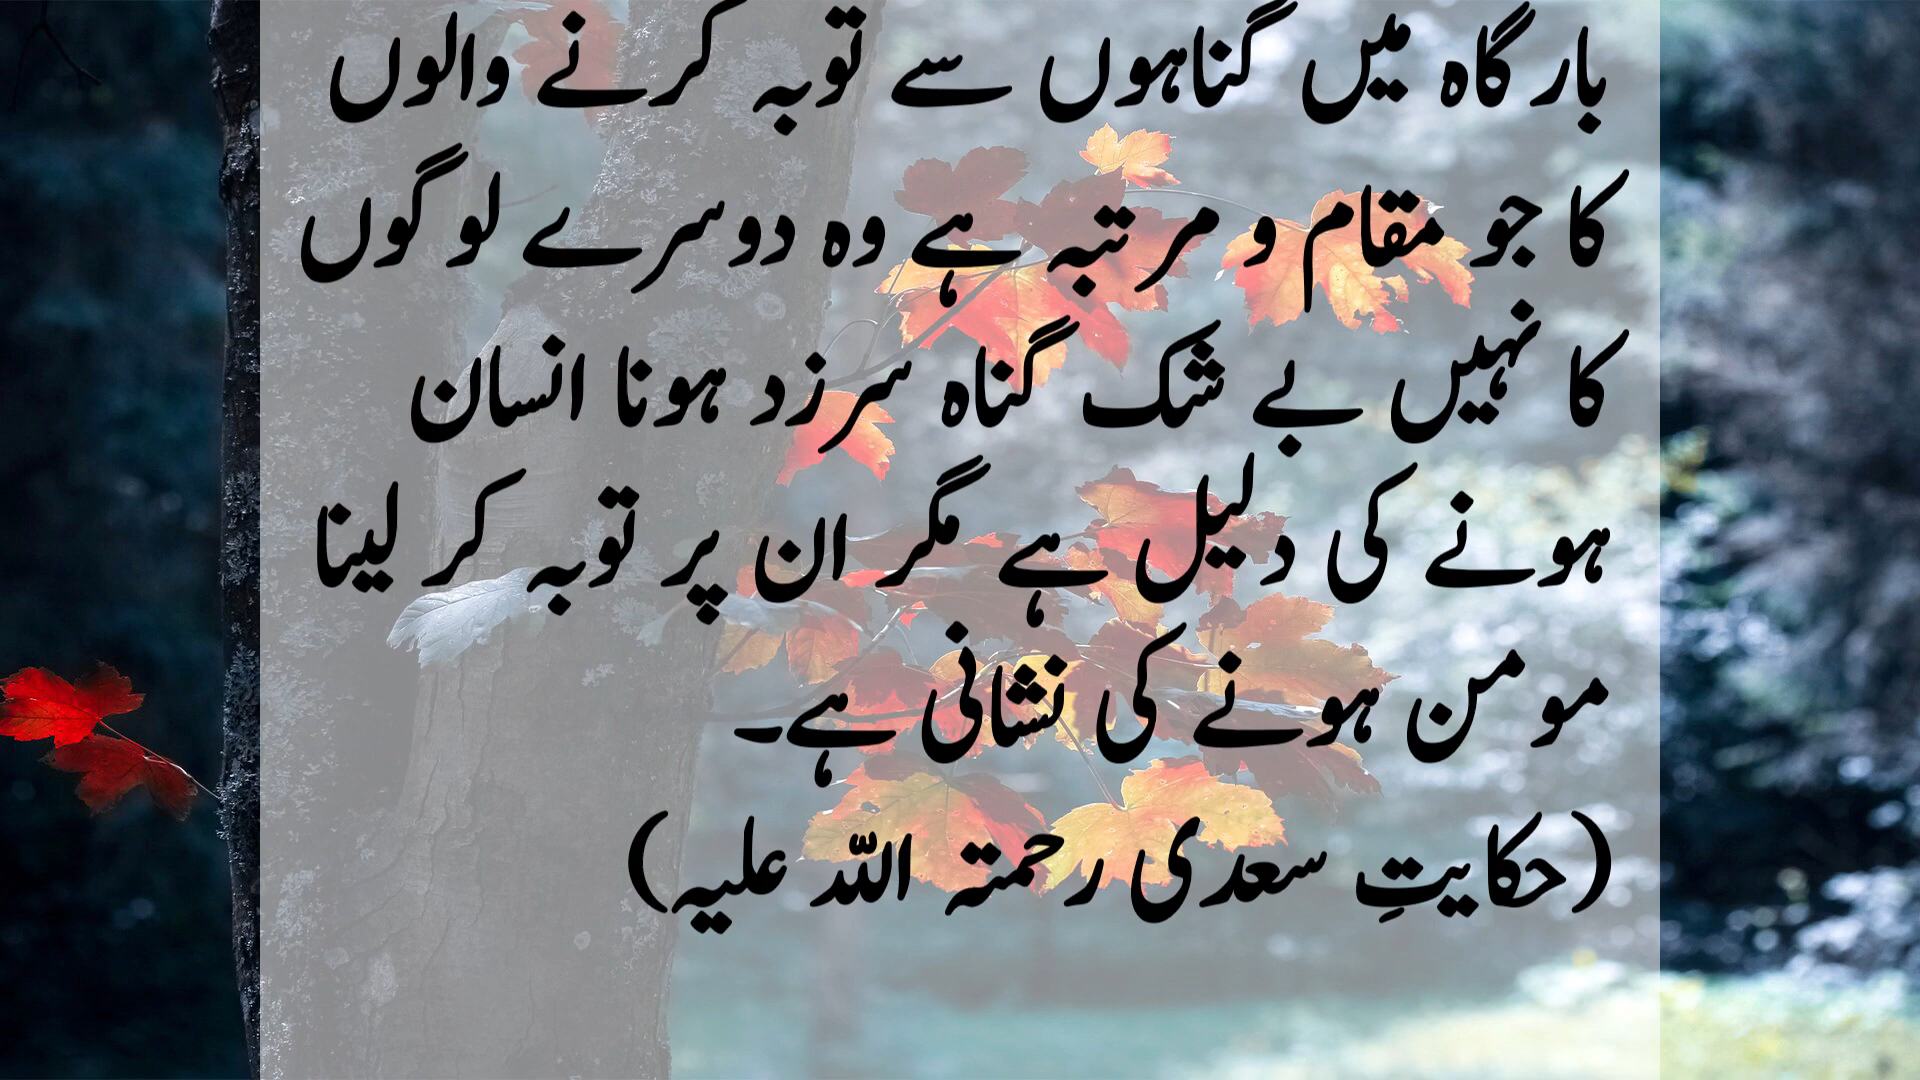 بارگاہ میں گناہوں سے توبہ کرنے والوں
کا جو مقام و مرتبہ ہے وہ دوسرے لوگوں
کا نہیں بے شک گناہ سرزد ہونا انسان
ہونے کی دلیل ہے مگر ان پر توبہ کر لینا
مومن ہونے کی نشانی ہے۔
(حکایتِ سعدی رحمتہ اللہ علیہ)